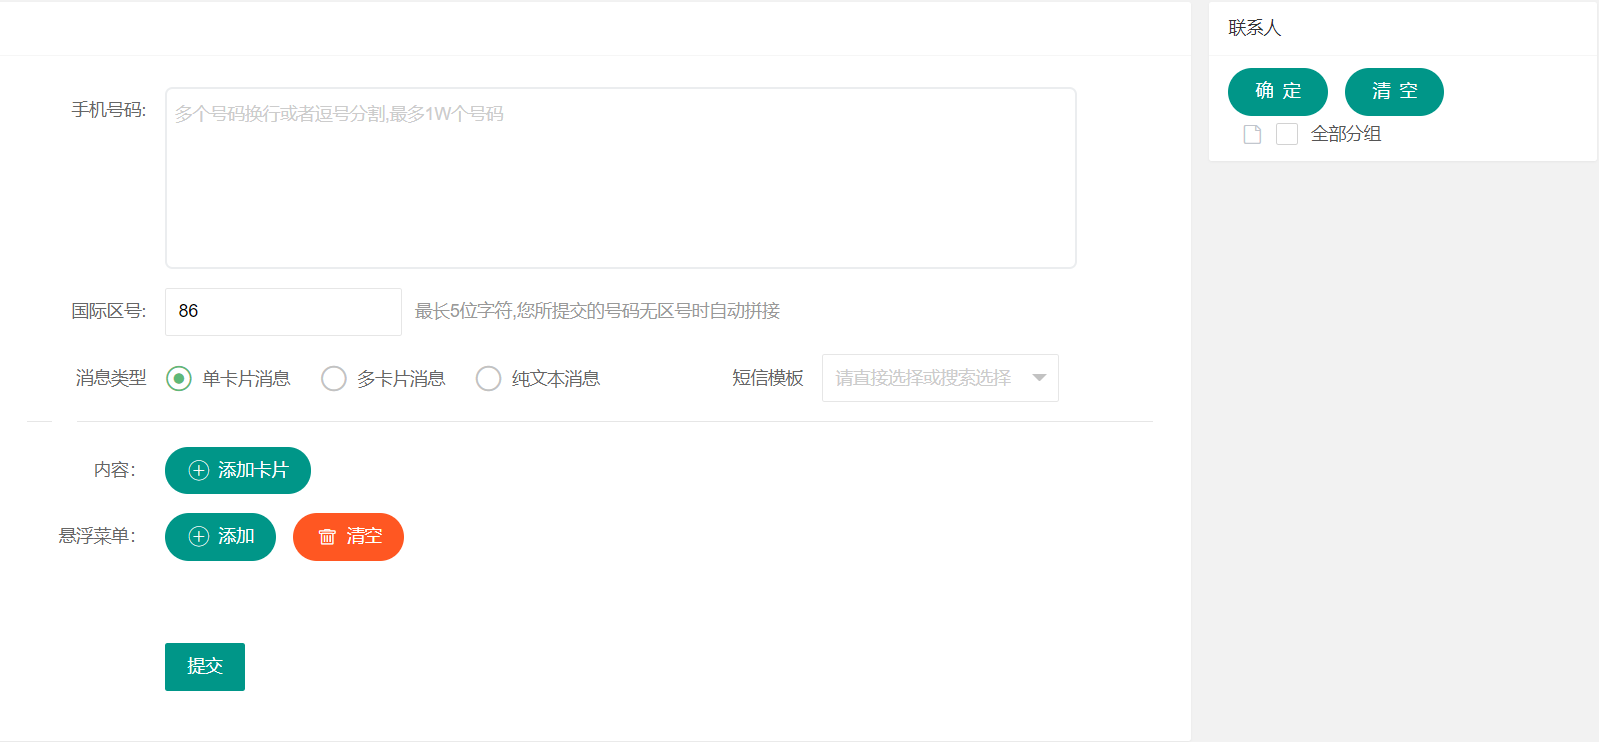 手机号码:
多个号码换行或者逗号分割,最多1W个号码
国际区号:
86
最长5位字符,您所提交的号码无区号时自动拼接
消息类型
单卡片消息
多卡片消息
纯文本消息
短信模板
请直接选择或搜索选择
内容：
添加卡片
悬浮菜单：
添加
清空
提交
联系人
确 定
清 空
全部分组